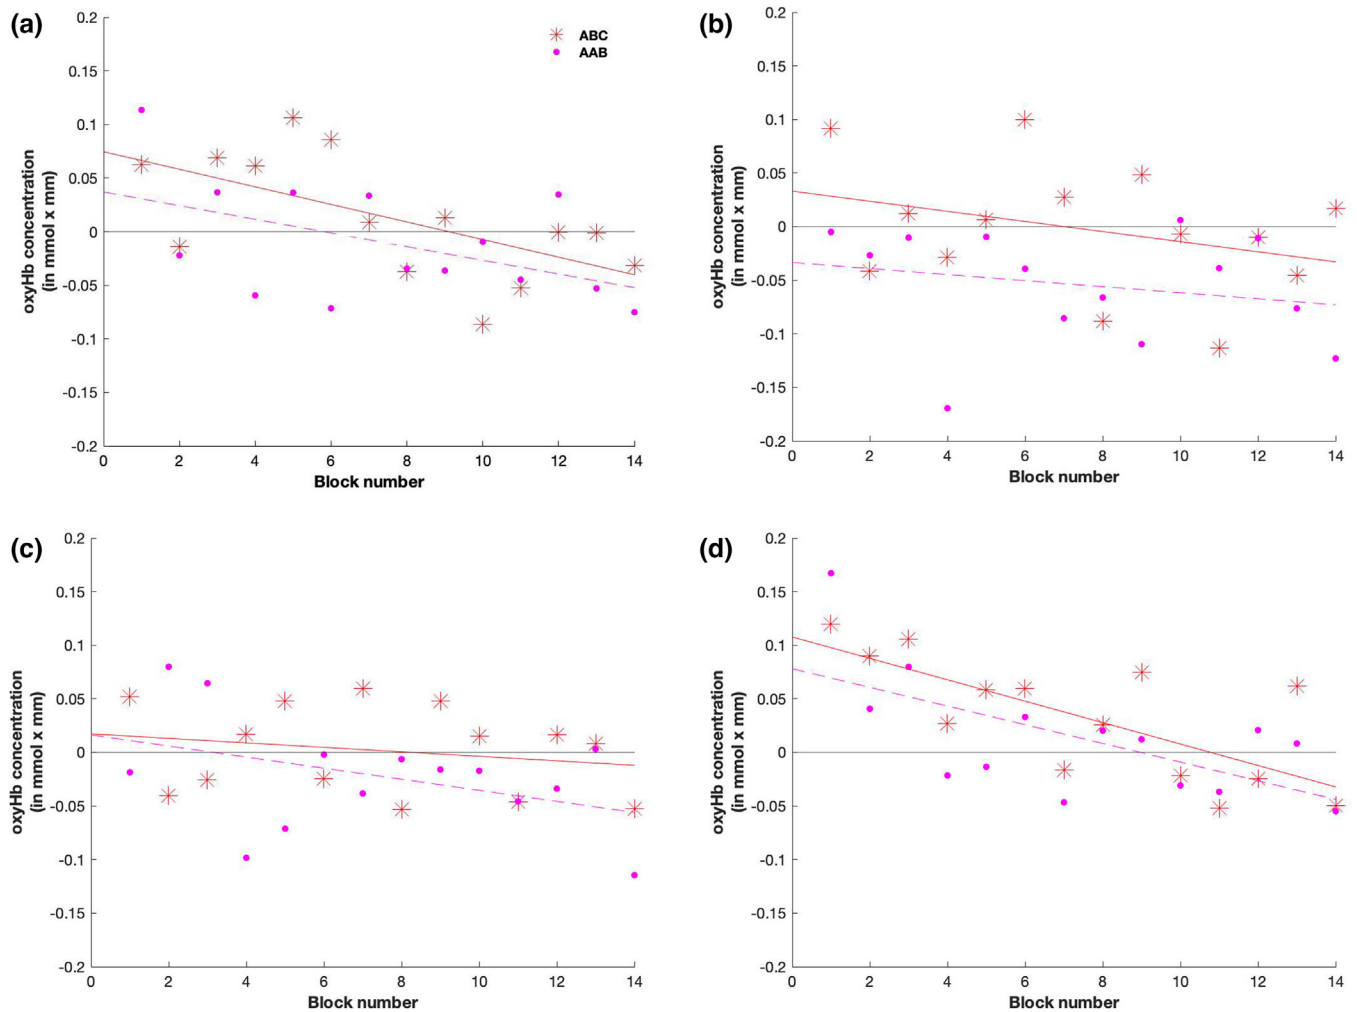 (a)
0.2
0.15
0.1
0.05
0
-0.05
-0.1
-0.15
-0.2
oxyHb concentration
(in mmol x mm)
0 2 4 6 8 10 12 14
Block number
ABC
AAB
(b)
0.2
0.15
0.1
0.05
0
-0.05
-0.1
-0.15
-0.2
oxyHb concentration
(in mmol x mm)
0 2 4 6 8 10 12 14
Block number
(c)
0.2
0.15
0.1
0.05
0
-0.05
-0.1
-0.15
-0.2
oxyHb concentration
(in mmol x mm)
0 2 4 6 8 10 12 14
Block number
(d)
0.2
0.15
0.1
0.05
0
-0.05
-0.1
-0.15
-0.2
oxyHb concentration
(in mmol x mm)
0 2 4 6 8 10 12 14
Block number